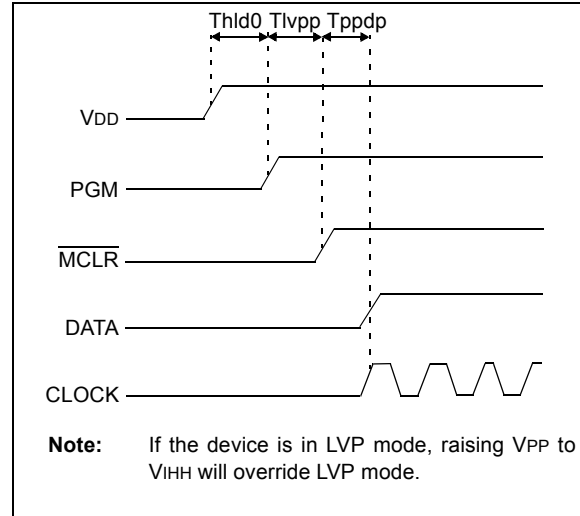 Thld0 Tlvpp Tppdp
VDD
PGM
MCLR
DATA
CLOCK
Note: If the device is in LVP mode, raising VPP to
VIHH will override LVP mode.